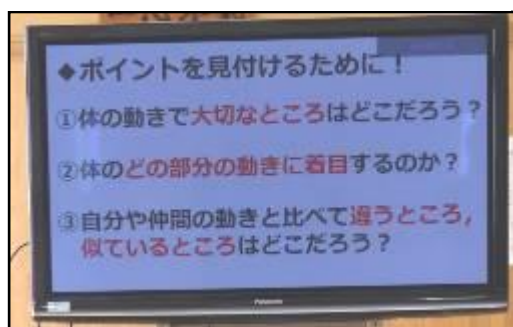 ◆ポイントを見付けるために！
①体の動きで大切なところはどこだろう？
②体のどの部分の動きに着目するのか？
③自分や仲間の動きと比べて違うところ，
似ているところはどこだろう？
Panasonic